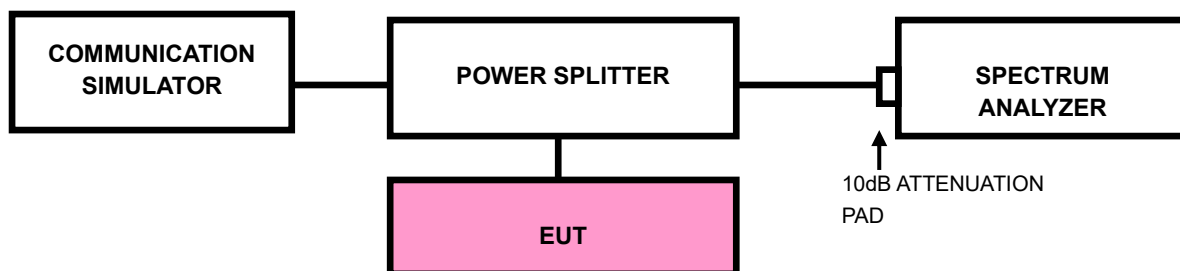 COMMUNICATION
SIMULATOR
POWER SPLITTER
SPECTRUM
ANALYZER
10dB ATTENUATION
PAD
EUT